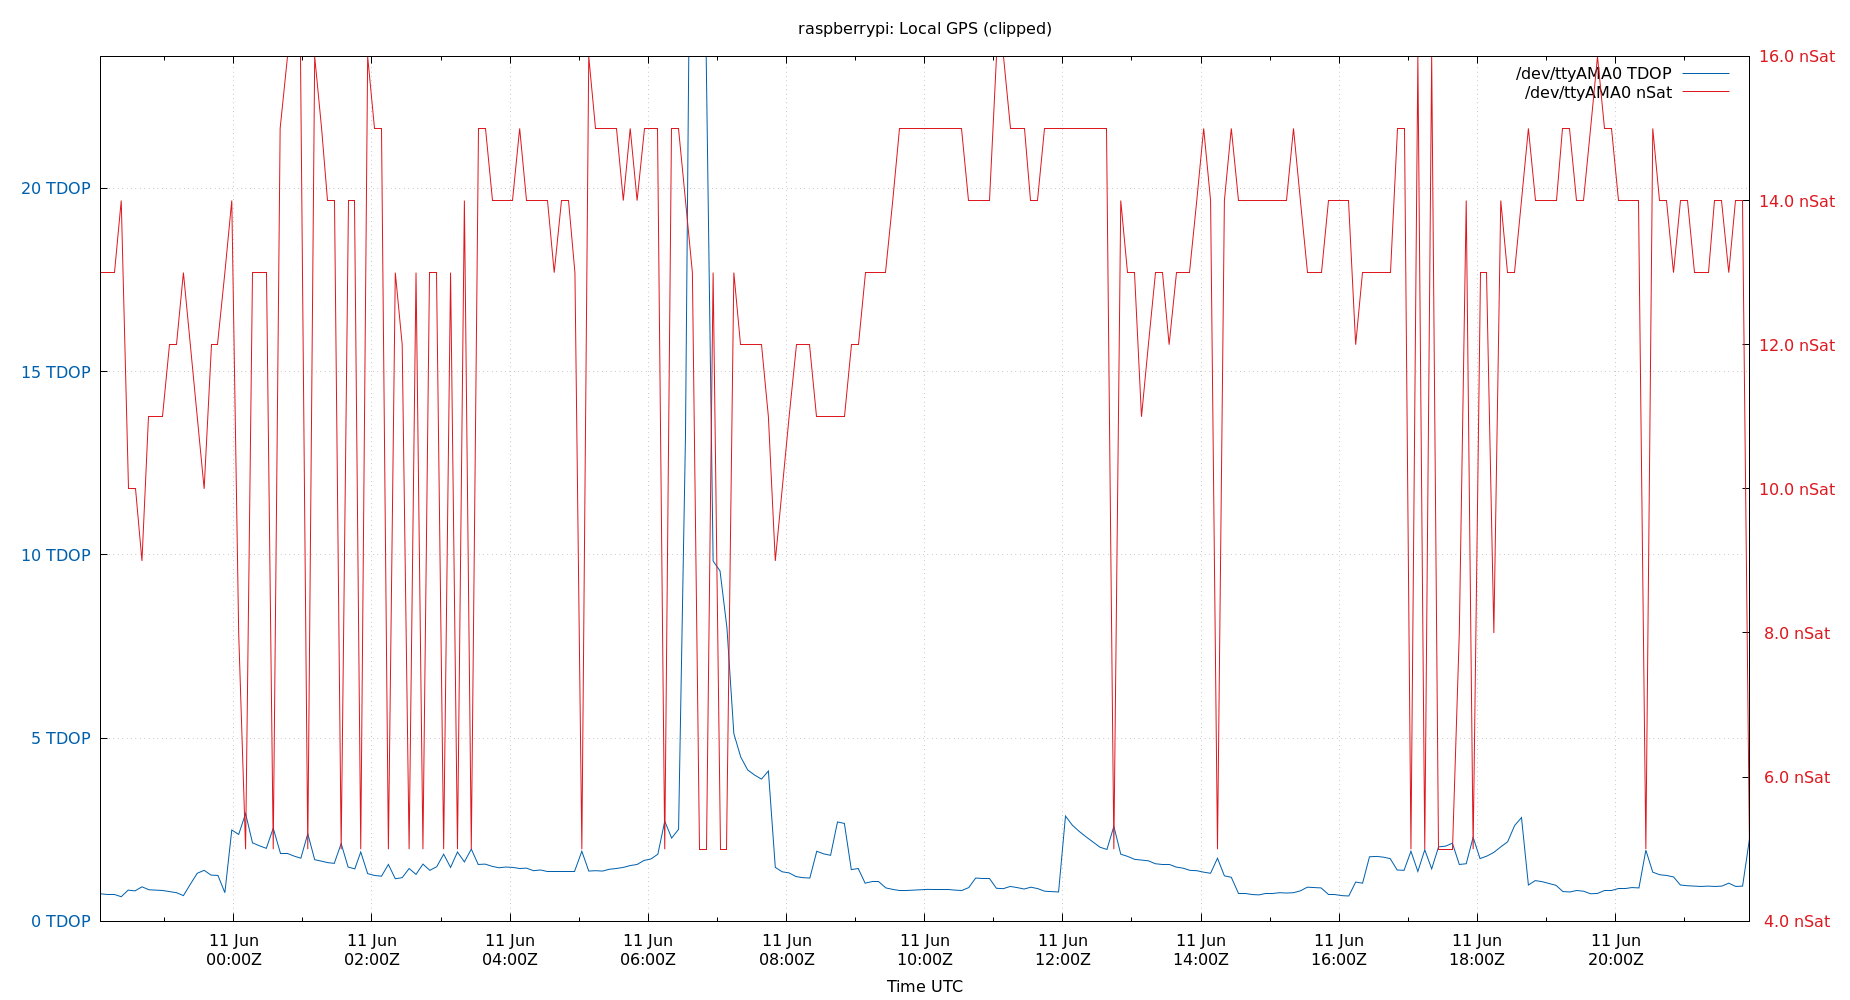 raspberrypi: Local GPS (clipped)
/dev/ttyAMA0 TDOP
/dev/ttyAMA0 nSat
20 TDOP
15 TDOP
10 TDOP
5 TDOP
0 TDOP
16.0 nSat
14.0 nSat
12.0 nSat
10.0 nSat
8.0 nSat
6.0 nSat
4.0 nSat
11 Jun 11 Jun 11 Jun 11 Jun 11 Jun 11 Jun 11 Jun 11 Jun 11 Jun 11 Jun 11 Jun
00:00Z 02:00Z 04:00Z 06:00Z 08:00Z 10:00Z 12:00Z 14:00Z 16:00Z 18:00Z 20:00Z
Time UTC